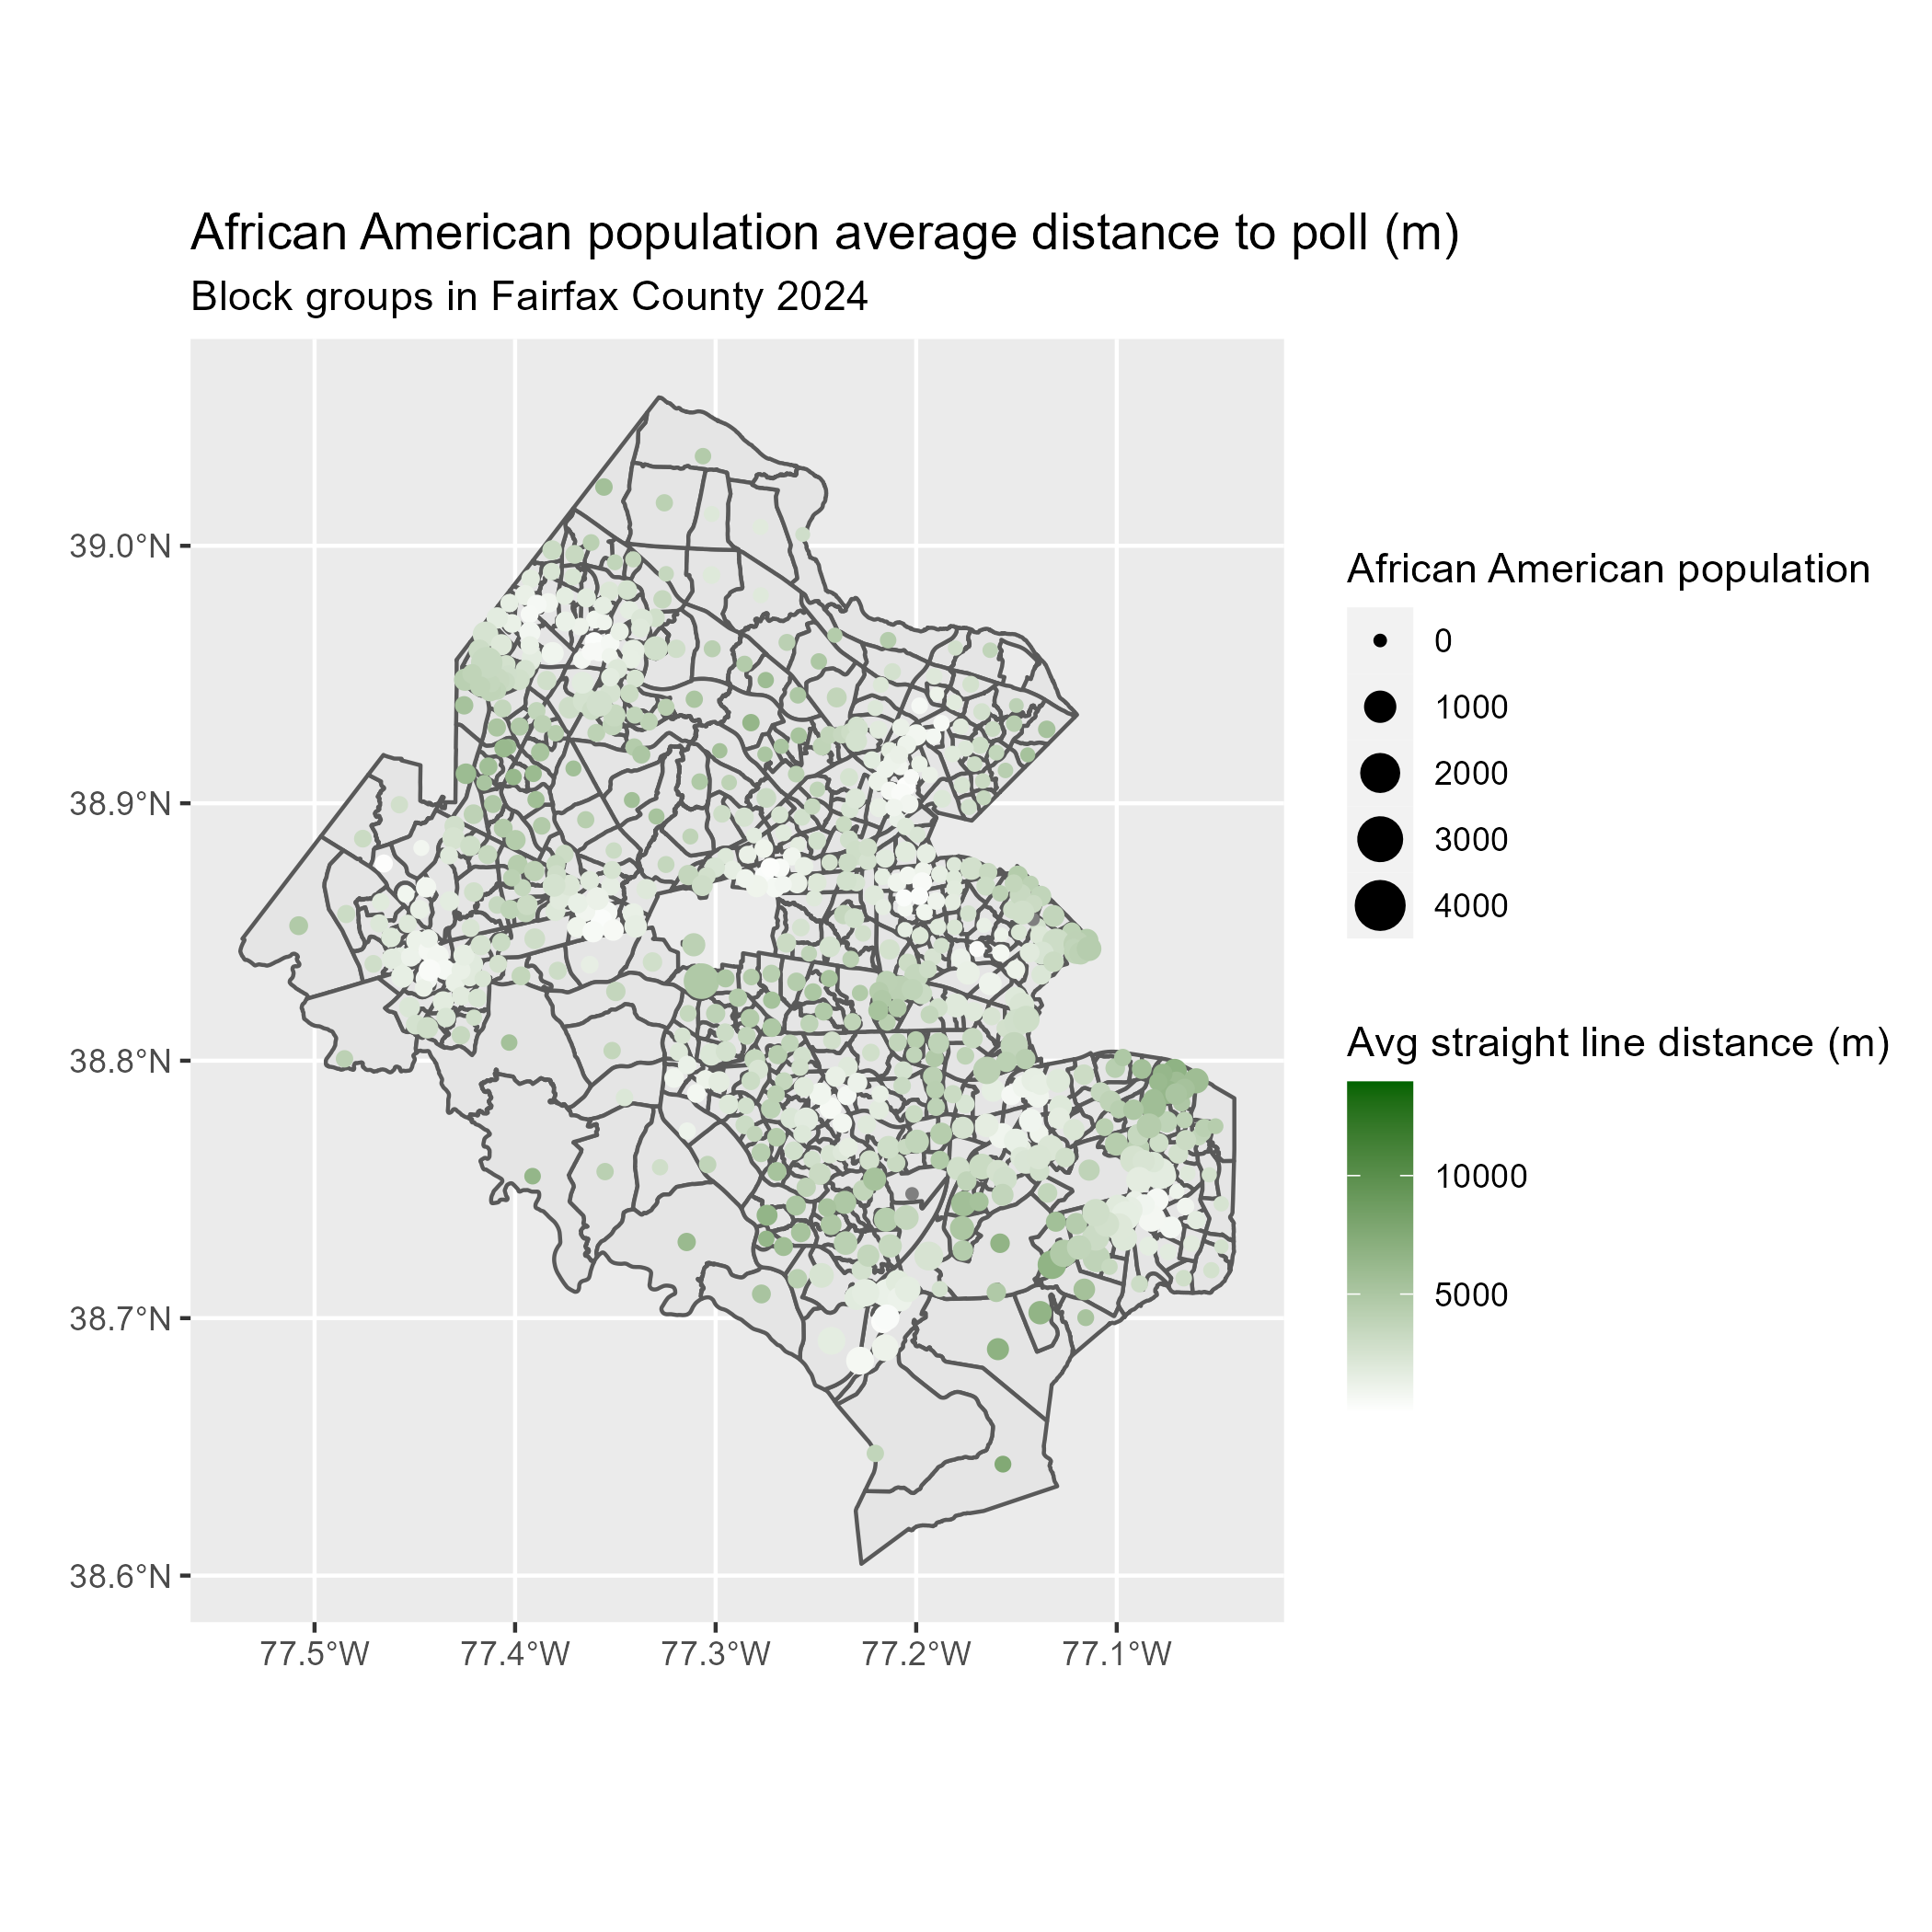 African American population average distance to poll (m)
Block groups in Fairfax County 2024
39.0°N
38.9°N
38.8°N
38.7°N
38.6°N
77.5°W
77.4°W
77.3°W
77.2°W
77.1°W
African American population
0
1000
2000
3000
4000
Avg straight line distance (m)
10000
5000